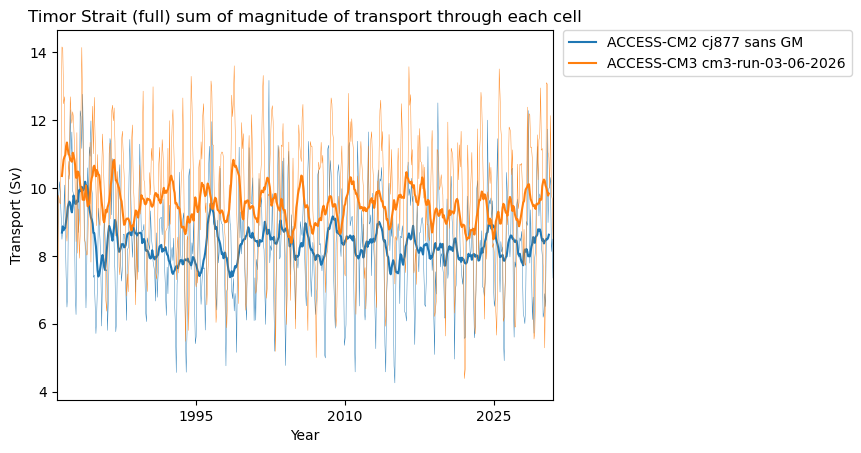 Timor Strait (full) sum of magnitude of transport through each cell
ACCESS-CM2 cj877 sans GM
ACCESS-CM3 cm3-run-03-06-2026
Transport (Sv)
14
12
10
8
6
4
1995
2010
2025
Year